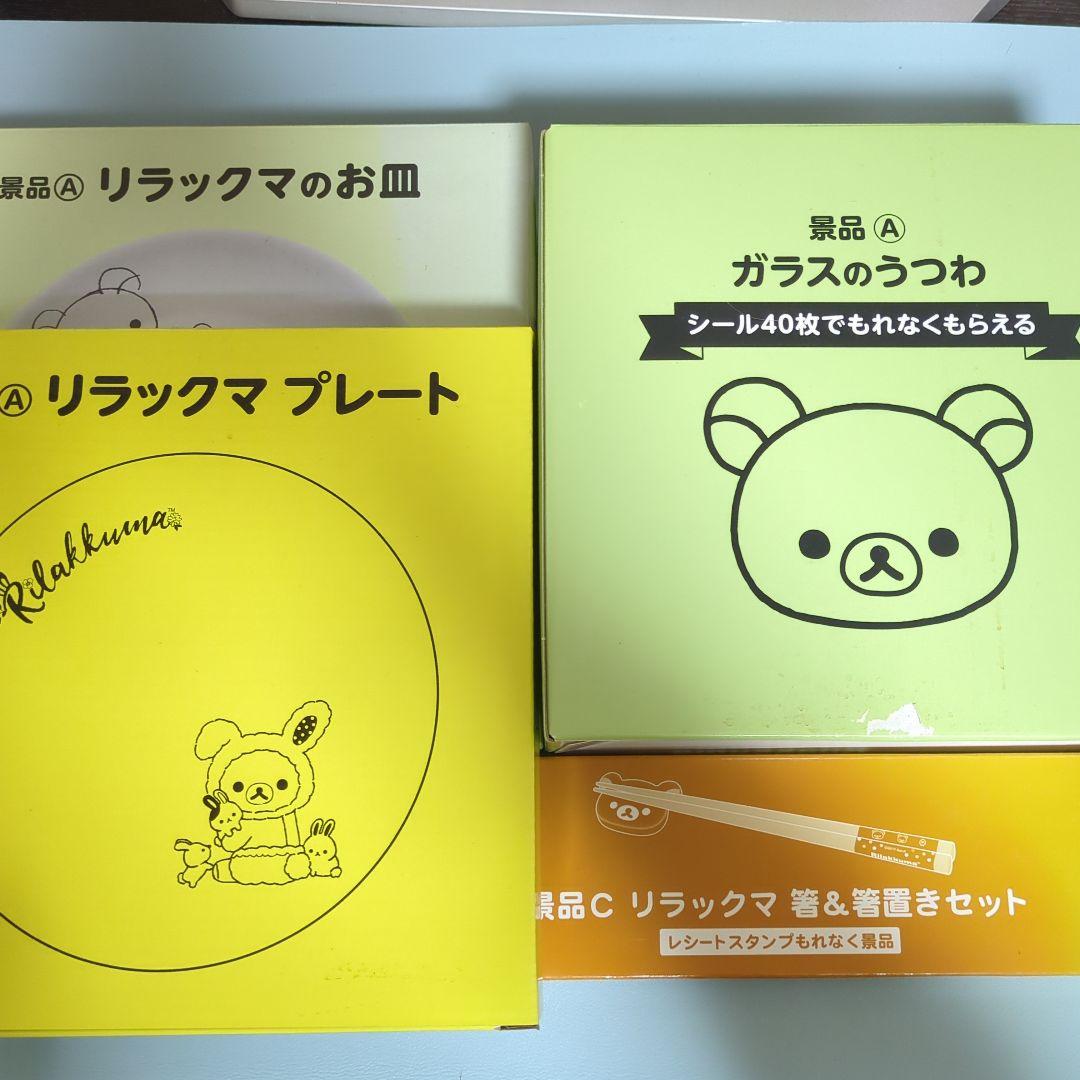 景品Ⓐ リラックマのお皿
Ⓐ リラックマ プレート
Rilakkuma™
景品 Ⓐ
ガラスのうつわ
シール40枚でもれなくもらえる
Rilakkuma
景品C リラックマ 箸&箸置きセット
レシートスタンプもれなく景品